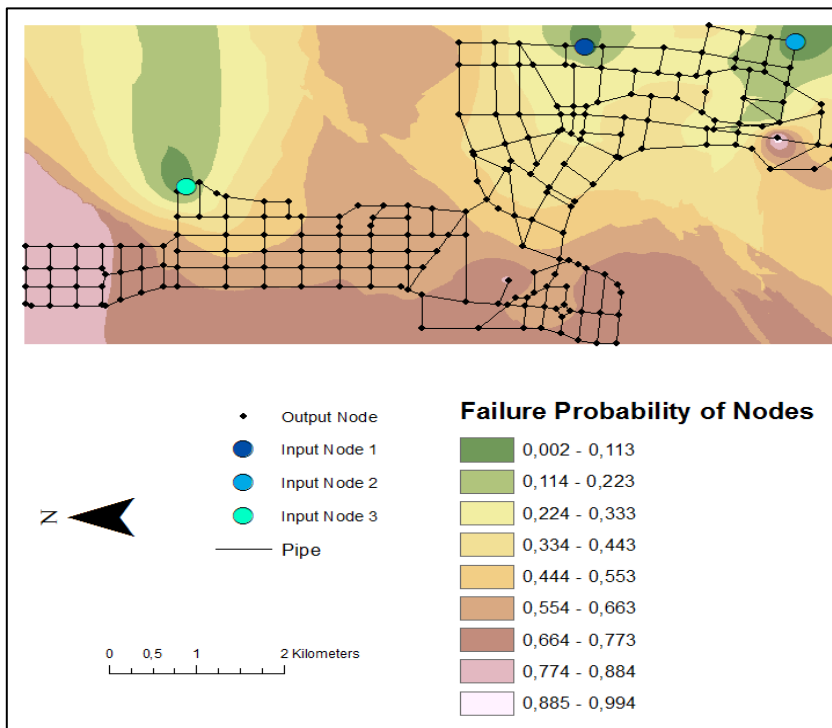 Output Node
Input Node 1
Input Node 2
Input Node 3
Pipe
N
0 0,5 1 2 Kilometers
Failure Probability of Nodes
0,002 - 0,113
0,114 - 0,223
0,224 - 0,333
0,334 - 0,443
0,444 - 0,553
0,554 - 0,663
0,664 - 0,773
0,774 - 0,884
0,885 - 0,994